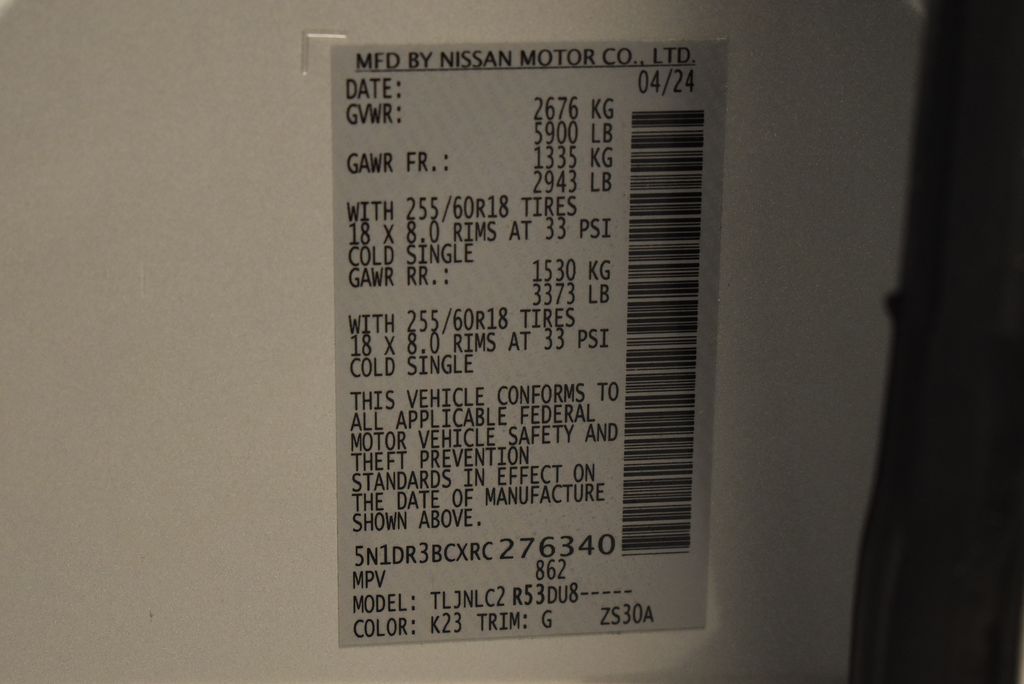 MFD BY NISSAN MOTOR CO., LTD.
DATE: 04/24
GVWR: 2676 KG
5900 LB
GAWR FR.: 1335 KG
2943 LB
WITH 255/60R18 TIRES
18 X 8.0 RIMS AT 33 PSI
COLD SINGLE
GAWR RR.: 1530 KG
3373 LB
WITH 255/60R18 TIRES
18 X 8.0 RIMS AT 33 PSI
COLD SINGLE
THIS VEHICLE CONFORMS TO
ALL APPLICABLE FEDERAL
MOTOR VEHICLE SAFETY AND
THEFT PREVENTION
STANDARDS IN EFFECT ON
THE DATE OF MANUFACTURE
SHOWN ABOVE.
5N1DR3BCXRC276340
MPV 862
MODEL: TLJNLC2 R53DU8-----
COLOR: K23 TRIM: G ZS30A